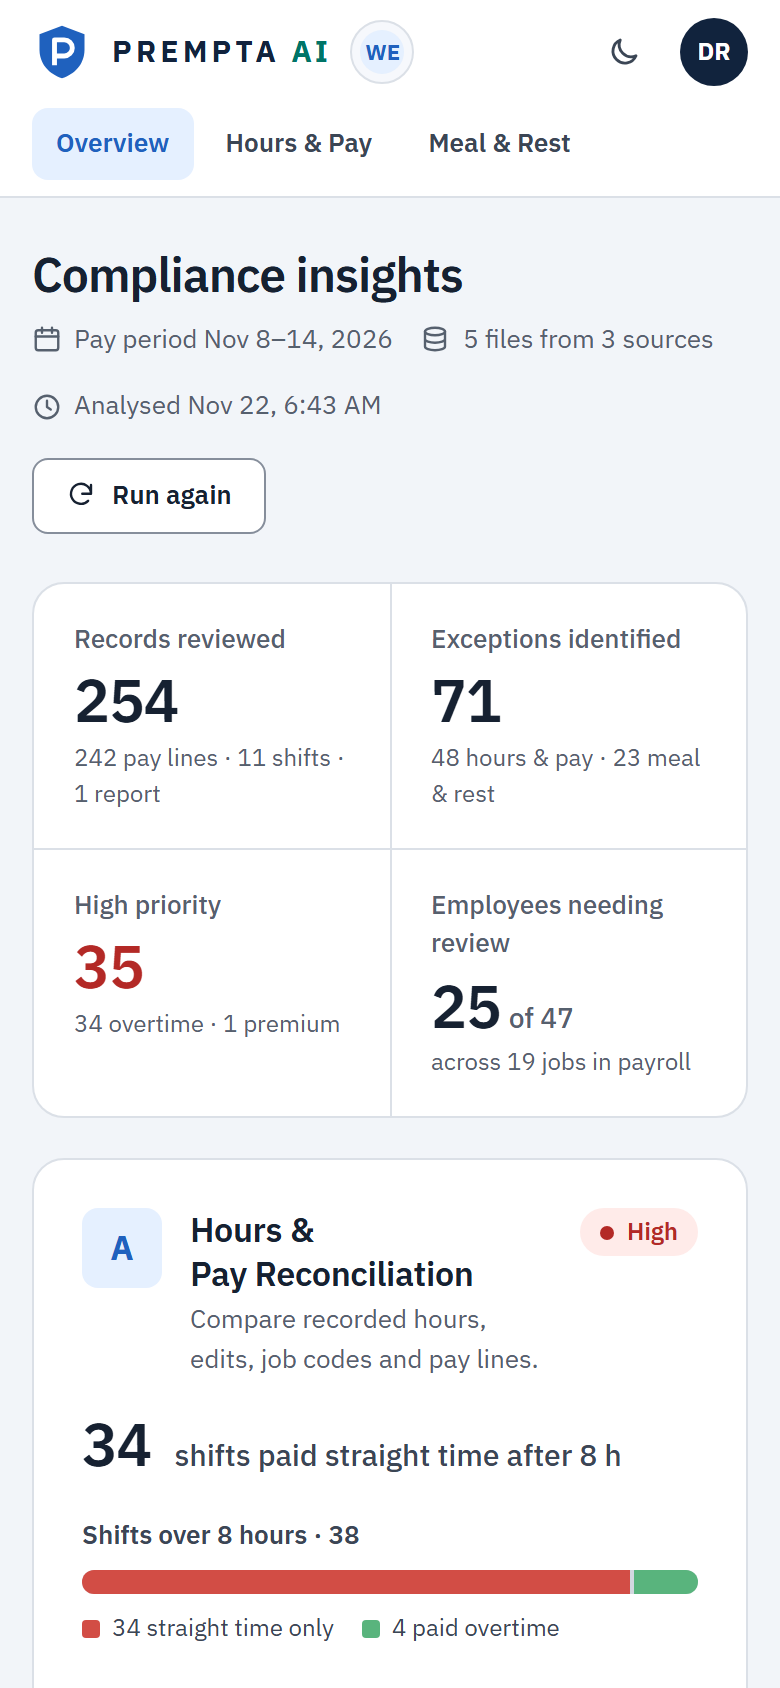 PREMPTA AI
WE
DR
Overview
Hours & Pay
Meal & Rest
Compliance insights
Pay period Nov 8–14, 2026
5 files from 3 sources
Analysed Nov 22, 6:43 AM
Run again
Records reviewed
254
242 pay lines · 11 shifts ·
1 report
Exceptions identified
71
48 hours & pay · 23 meal
& rest
High priority
35
34 overtime · 1 premium
Employees needing
review
25 of 47
across 19 jobs in payroll
A
Hours &
Pay Reconciliation
High
Compare recorded hours,
edits, job codes and pay lines.
34 shifts paid straight time after 8 h
Shifts over 8 hours · 38
34 straight time only
4 paid overtime